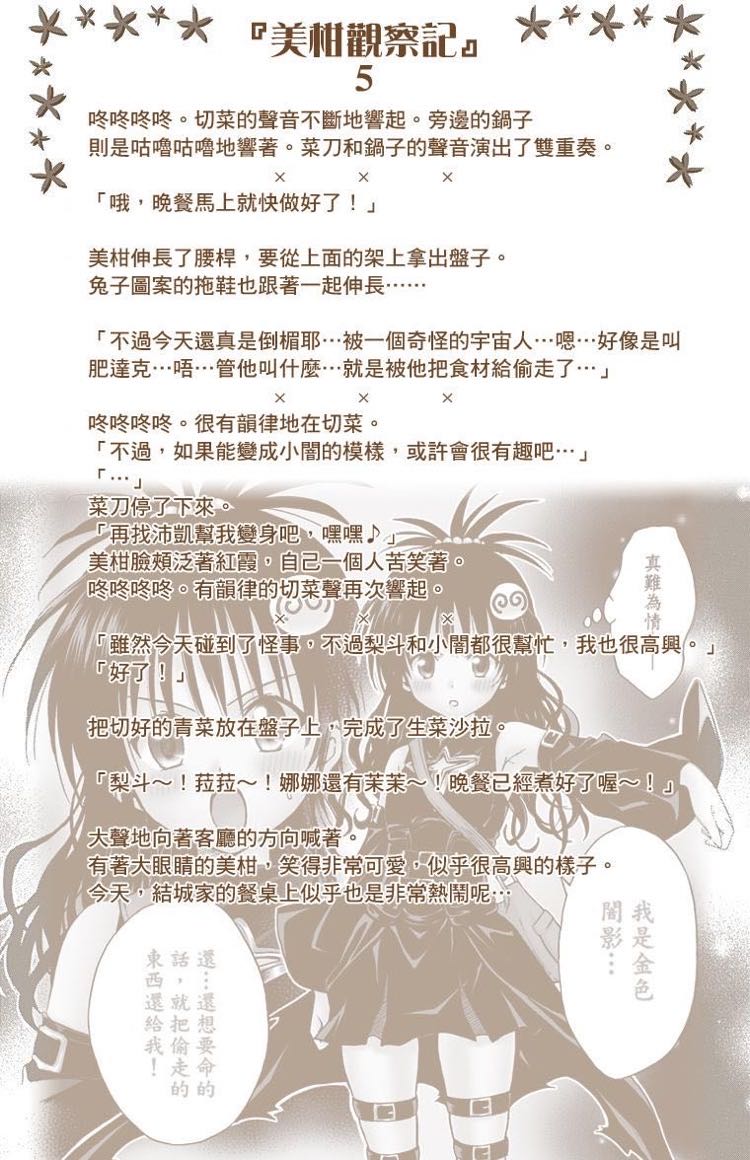 『美柑觀察記』
5
咚咚咚咚。切菜的聲音不斷地響起。旁邊的鍋子
則是咕嚕咕嚕地響著。菜刀和鍋子的聲音演出了雙重奏。
× × ×
「哦，晚餐馬上就快做好了！」
美柑伸長了腰桿，要從上面的架上拿出盤子。
兔子圖案的拖鞋也跟著一起伸長……
「不過今天還真是倒楣耶…被一個奇怪的宇宙人…嗯…好像是叫
肥達克…唔…管他叫什麼…就是被他把食材給偷走了…」
× × ×
咚咚咚咚。很有韻律地在切菜。
「不過，如果能變成小闇的模樣，或許會很有趣吧…」
「…」
菜刀停了下來。
「再找沛凱幫我變身吧，嘿嘿♪」
美柑臉頰泛著紅霞，自己一個人苦笑著。
咚咚咚咚。有韻律的切菜聲再次響起。
× × ×
「雖然今天碰到了怪事，不過梨斗和小闇都很幫忙，我也很高興。」
「好了！」
把切好的青菜放在盤子上，完成了生菜沙拉。
「梨斗～！菈菈～！娜娜還有茉茉～！晚餐已經煮好了喔～！」
大聲地向著客廳的方向喊著。
有著大眼睛的美柑，笑得非常可愛，似乎很高興的樣子。
今天，結城家的餐桌上似乎也是非常熱鬧呢…
真難為情—
我是金色
闇影…
還…還想要命的
話，就把偷走的
東西還給我！